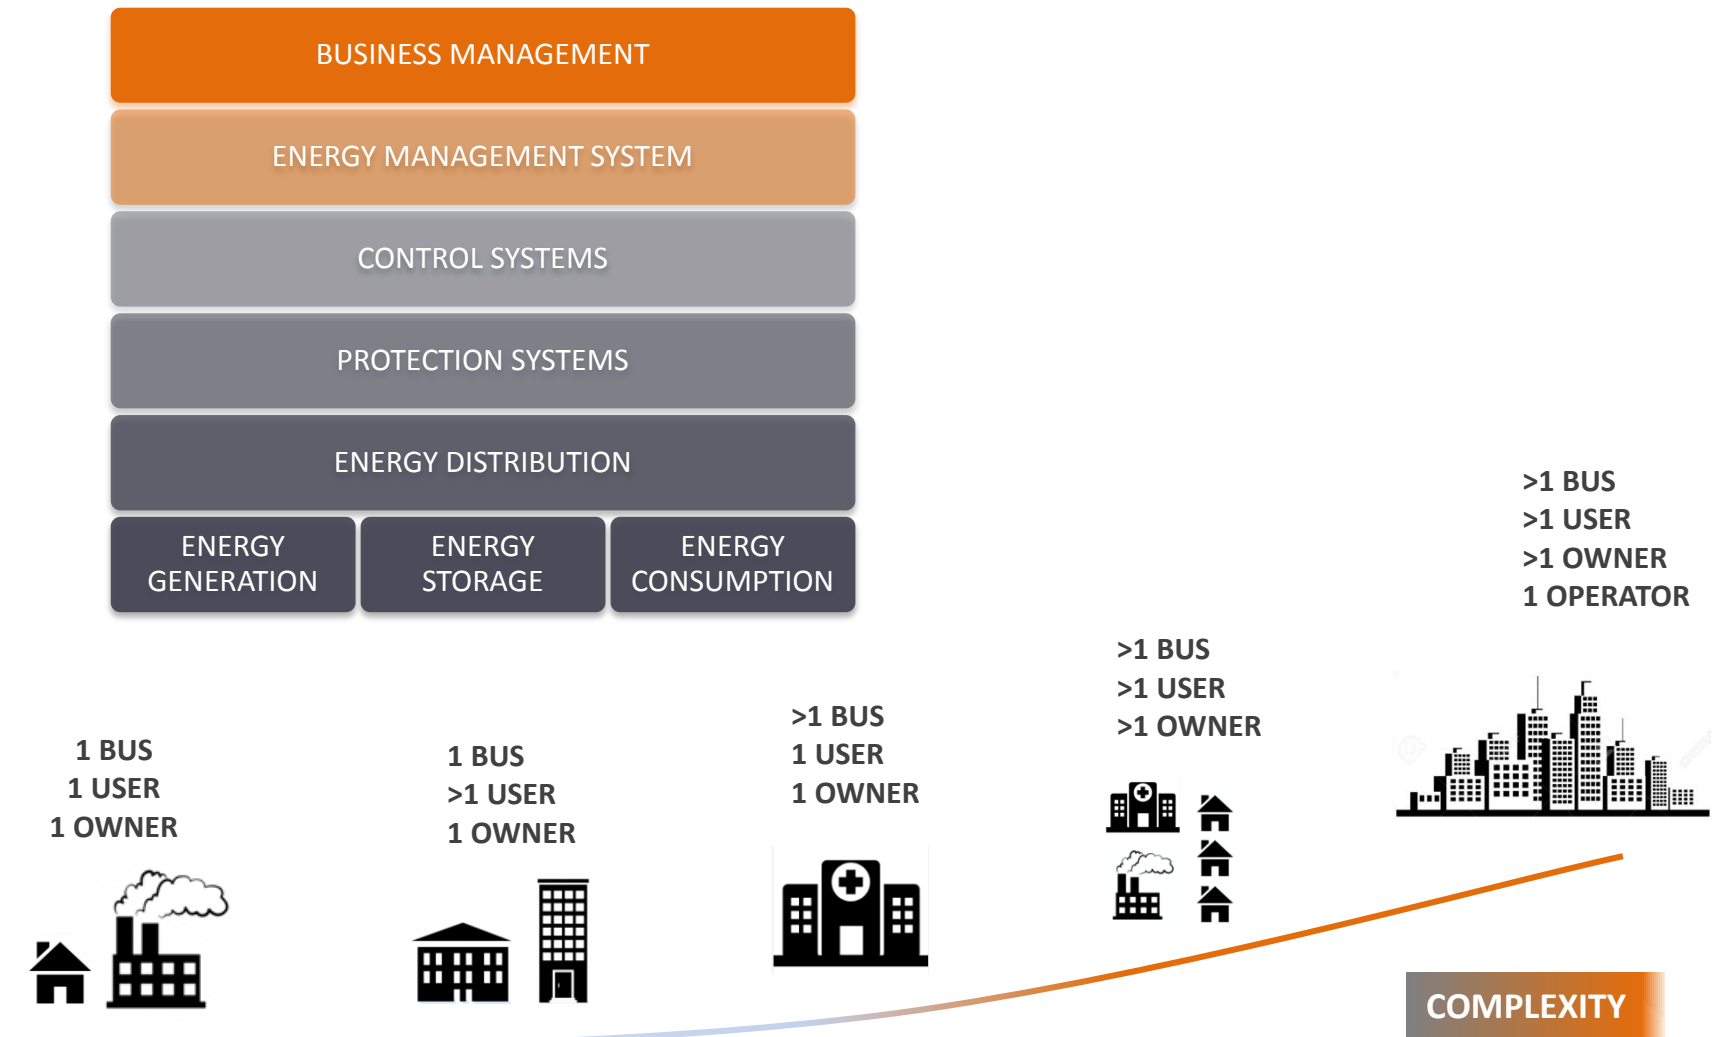 BUSINESS MANAGEMENT
ENERGY MANAGEMENT SYSTEM
CONTROL SYSTEMS
PROTECTION SYSTEMS
ENERGY DISTRIBUTION
ENERGY
GENERATION
ENERGY
STORAGE
ENERGY
CONSUMPTION
1 BUS
1 USER
1 OWNER
1 BUS
>1 USER
1 OWNER
>1 BUS
1 USER
1 OWNER
>1 BUS
>1 USER
>1 OWNER
>1 BUS
>1 USER
>1 OWNER
1 OPERATOR
COMPLEXITY